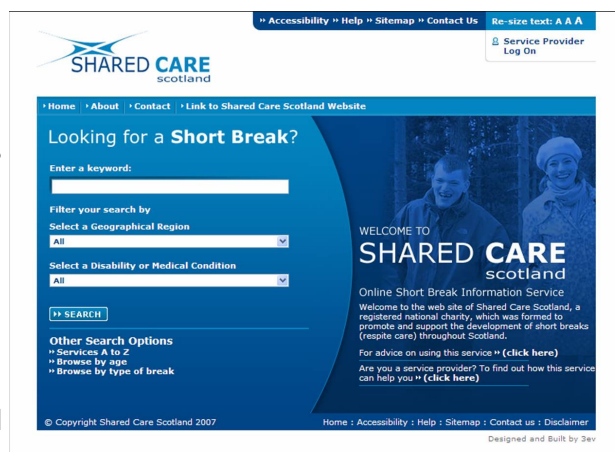 » Accessibility » Help » Sitemap » Contact Us
Re-size text: A A A
Service Provider
Log On
SHARED CARE
scotland
Home
About
Contact
Link to Shared Care Scotland Website
Looking for a Short Break?
Enter a keyword:
Filter your search by
Select a Geographical Region
All
Select a Disability or Medical Condition
All
» SEARCH
Other Search Options
» Services A to Z
» Browse by age
» Browse by type of break
WELCOME TO
SHARED CARE
scotland
Online Short Break Information Service
Welcome to the web site of Shared Care Scotland, a
registered national charity, which was formed to
promote and support the development of short breaks
(respite care) throughout Scotland.
For advice on using this service » (click here)
Are you a service provider? To find out how this service
can help you » (click here)
© Copyright Shared Care Scotland 2007
Home : Accessibility : Help : Sitemap : Contact us : Disclaimer
Designed and Built by 3ev